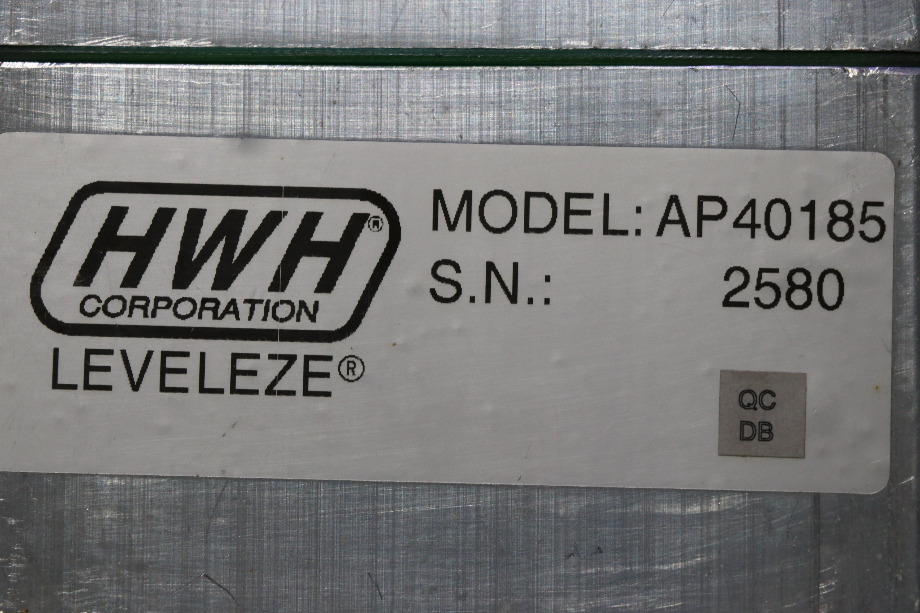 HWH®
CORPORATION
LEVELEZE®
MODEL: AP40185
S.N.: 2580
QC
DB